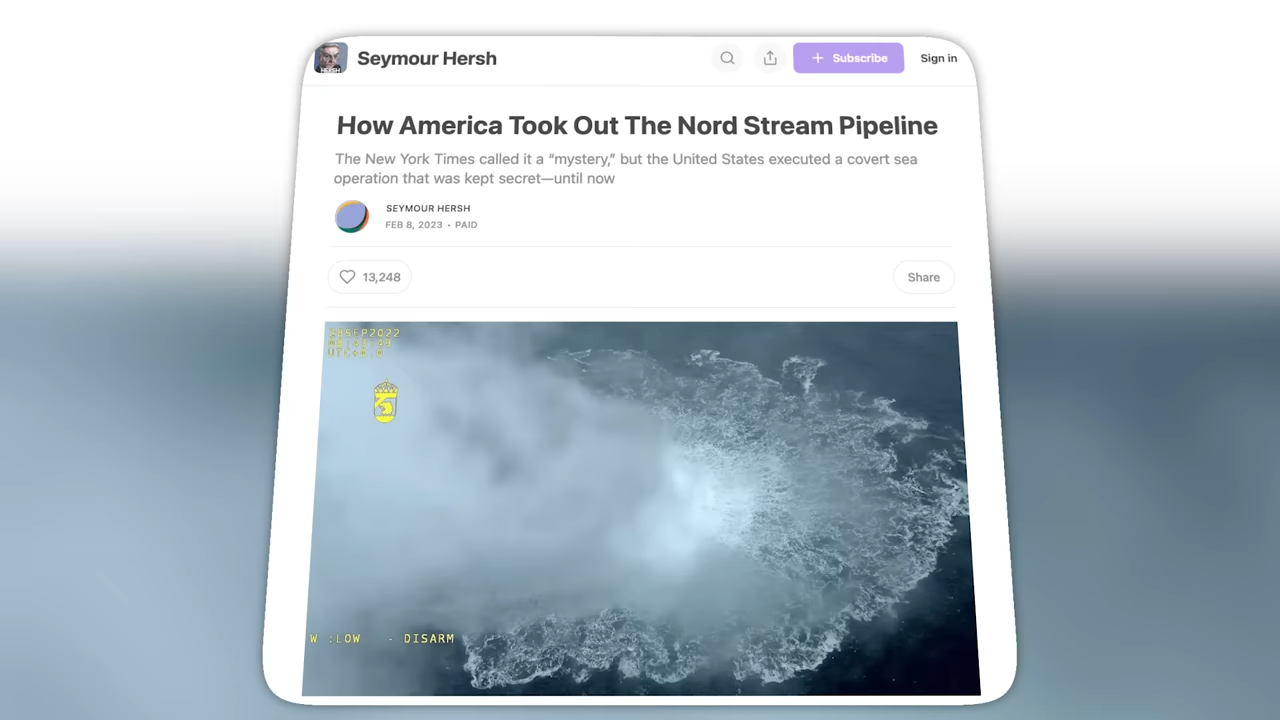 HERSH
Seymour Hersh
Subscribe
Sign in
How America Took Out The Nord Stream Pipeline
The New York Times called it a “mystery,” but the United States executed a covert sea
operation that was kept secret—until now
SEYMOUR HERSH
FEB 8, 2023 • PAID
13,248
Share
28SEP2022
W :LOW - DISARM